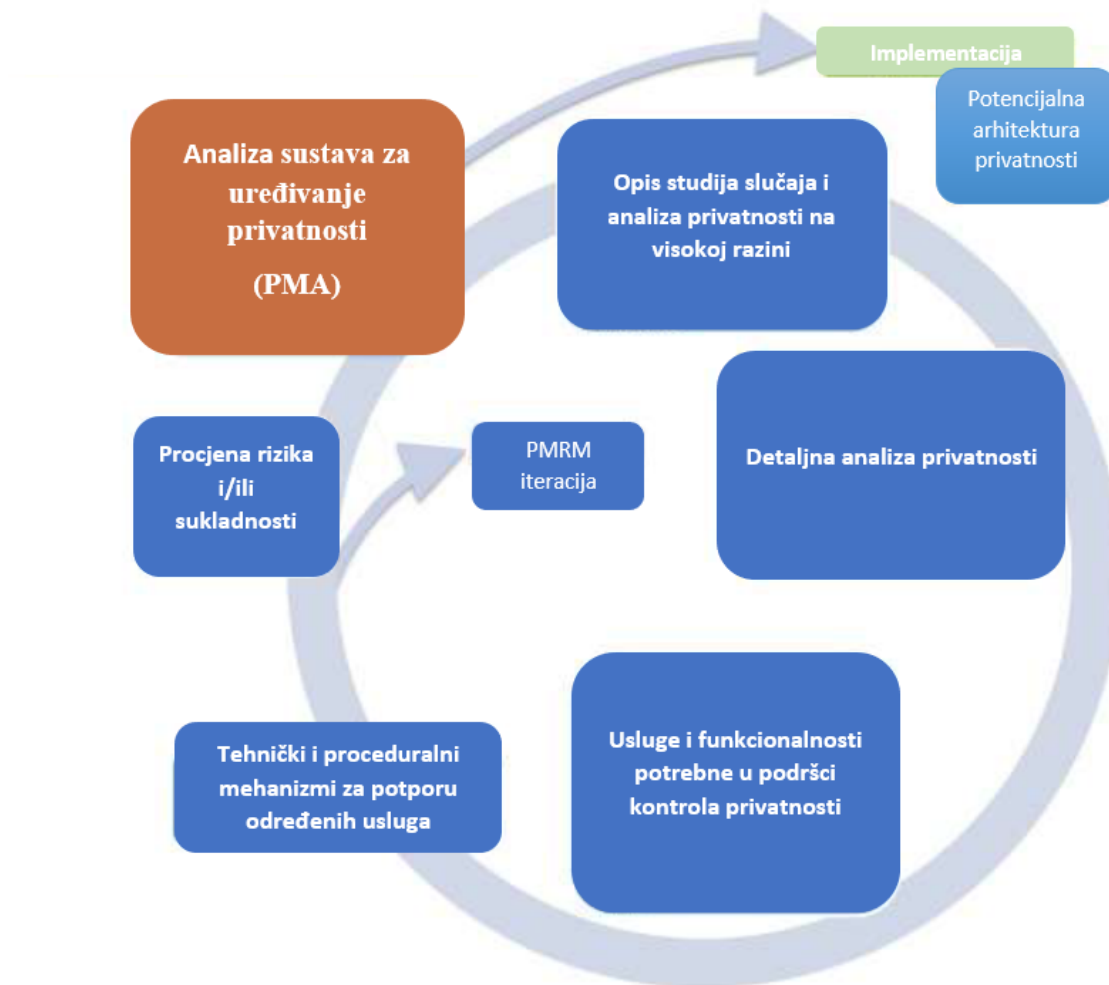 Implementacija
Potencijalna
arhitektura
privatnosti
Analiza sustava za
uređivanje
privatnosti
(PMA)
Opis studija slučaja i
analiza privatnosti na
visokoj razini
Detaljna analiza privatnosti
Procjena rizika
i/ili
sukladnosti
PMRM
iteracija
Usluge i funkcionalnosti
potrebne u podršci
kontrola privatnosti
Tehnički i proceduralni
mehanizmi za potporu
određenih usluga